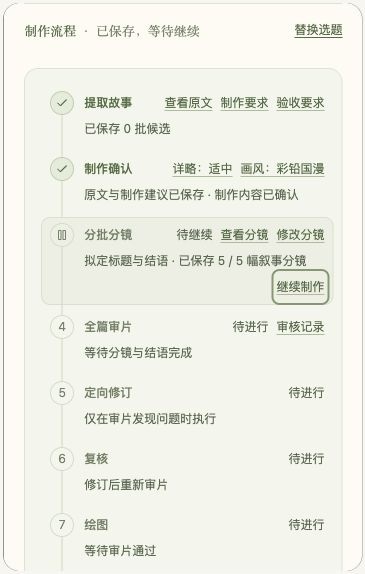 制作流程 · 已保存，等待继续 替换选题
提取故事 查看原文 制作要求 验收要求
已保存 0 批候选
制作确认 详略：适中 画风：彩铅国漫
原文与制作建议已保存 · 制作内容已确认
分批分镜 待继续 查看分镜 修改分镜
拟定标题与结语 · 已保存 5 / 5 幅叙事分镜
继续制作
4 全篇审片 待进行 审核记录
等待分镜与结语完成
5 定向修订 待进行
仅在审片发现问题时执行
6 复核 待进行
修订后重新审片
7 绘图 待进行
等待审片通过